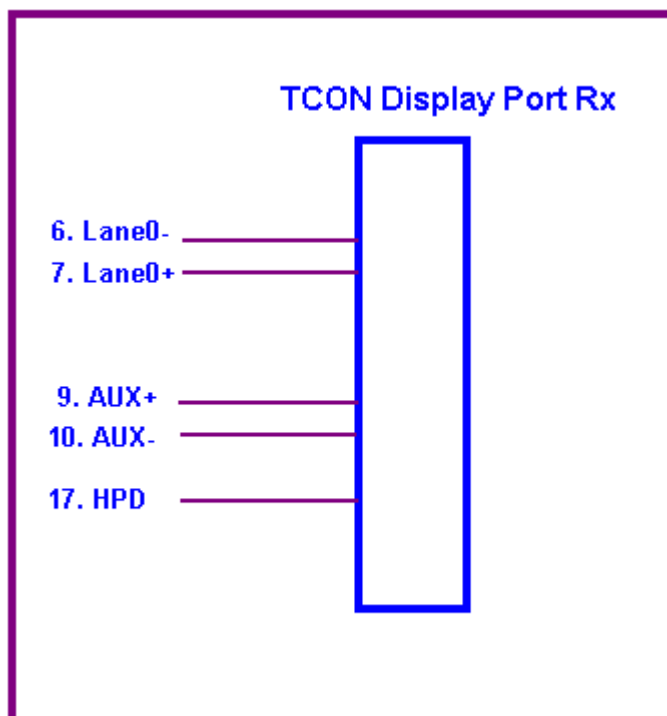 TCON Display Port Rx
6. Lane0-
7. Lane0+
9. AUX+
10. AUX-
17. HPD